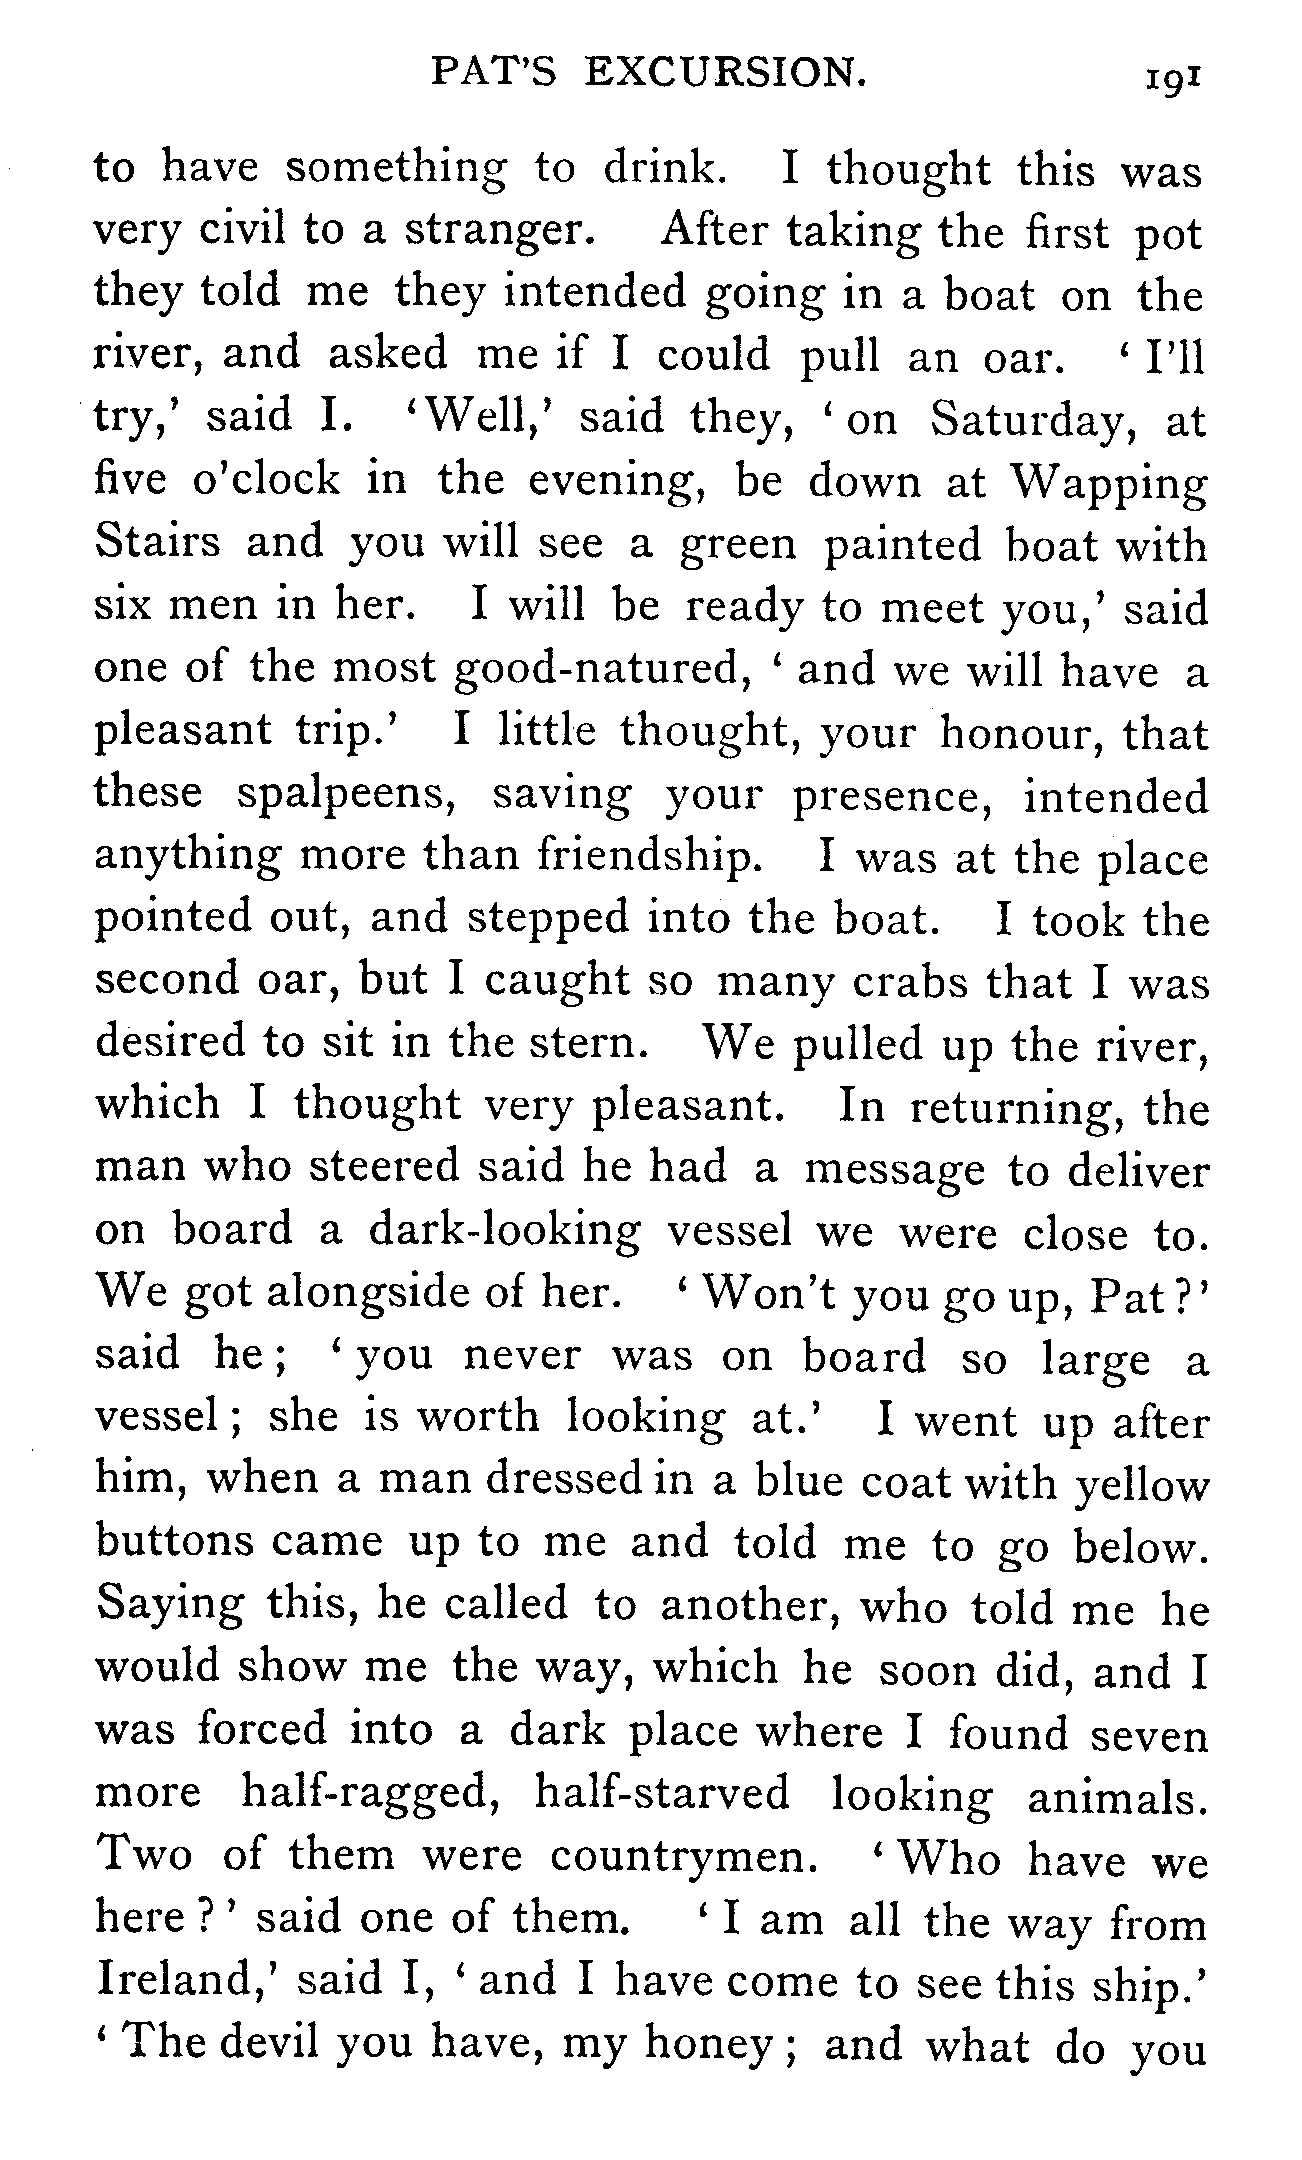 PAT'S EXCURSION. 191
to have something to drink. I thought this was
very civil to a stranger. After taking the first pot
they told me they intended going in a boat on the
river, and asked me if I could pull an oar. ‘ I'll
try,’ said I. ‘Well,’ said they, ‘ on Saturday, at
five o'clock in the evening, be down at Wapping
Stairs and you will see a green painted boat with
six men in her. I will be ready to meet you,’ said
one of the most good-natured, ‘ and we will have a
pleasant trip.’ I little thought, your honour, that
these spalpeens, saving your presence, intended
anything more than friendship. I was at the place
pointed out, and stepped into the boat. I took the
second oar, but I caught so many crabs that I was
desired to sit in the stern. We pulled up the river,
which I thought very pleasant. In returning, the
man who steered said he had a message to deliver
on board a dark-looking vessel we were close to.
We got alongside of her. ‘ Won't you go up, Pat ?’
said he ; ‘ you never was on board so large a
vessel ; she is worth looking at.’ I went up after
him, when a man dressed in a blue coat with yellow
buttons came up to me and told me to go below.
Saying this, he called to another, who told me he
would show me the way, which he soon did, and I
was forced into a dark place where I found seven
more half-ragged, half-starved looking animals.
Two of them were countrymen. ‘ Who have we
here ? ’ said one of them. ‘ I am all the way from
Ireland,’ said I, ‘ and I have come to see this ship.’
‘ The devil you have, my honey ; and what do you